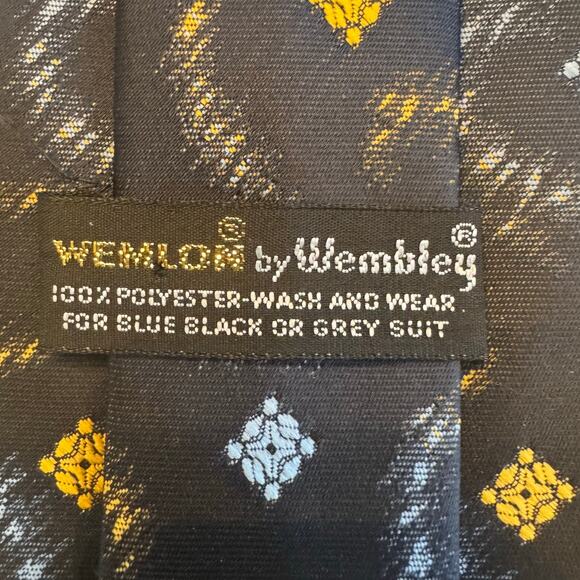 WEMLON® by Wembley®
100% POLYESTER-WASH AND WEAR
FOR BLUE BLACK OR GREY SUIT